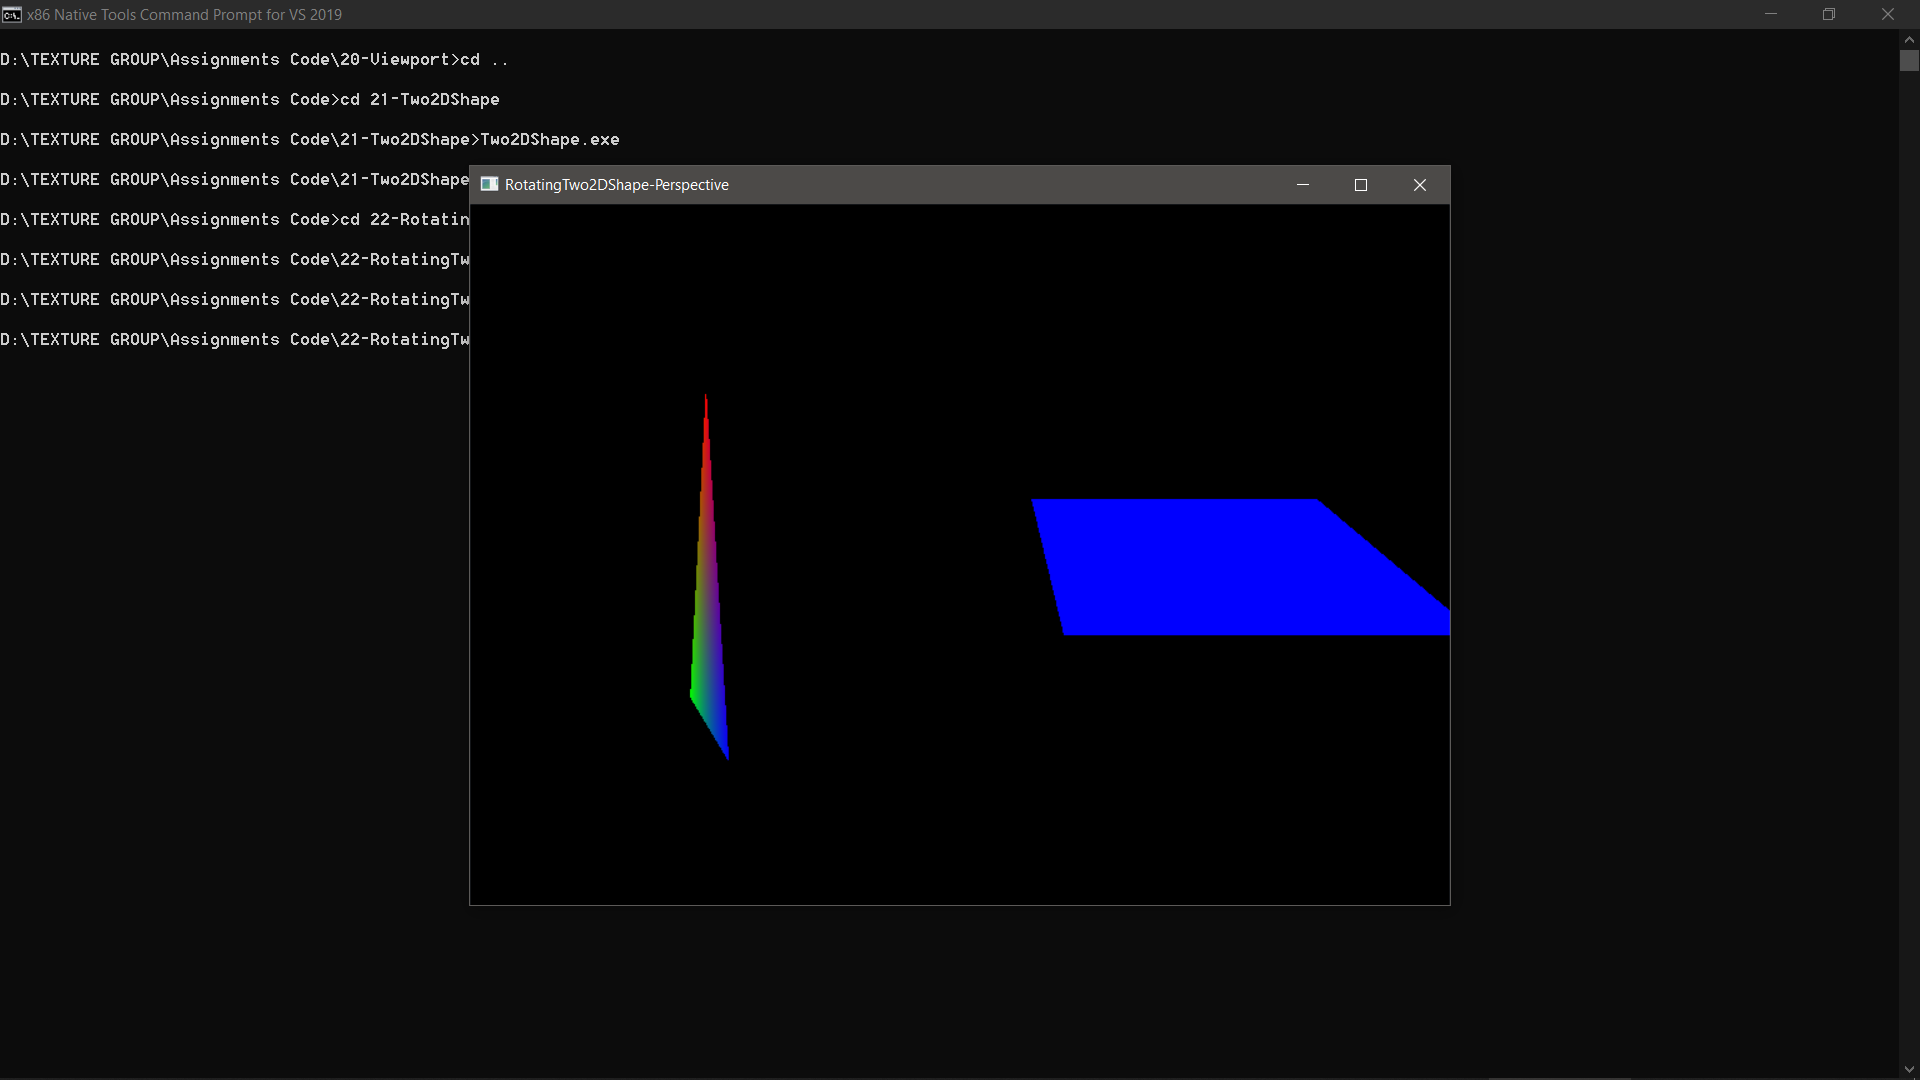 x86 Native Tools Command Prompt for VS 2019
D:\TEXTURE GROUP\Assignments Code\20-Viewport>cd ..
D:\TEXTURE GROUP\Assignments Code>cd 21-Two2DShape
D:\TEXTURE GROUP\Assignments Code\21-Two2DShape>Two2DShape.exe
D:\TEXTURE GROUP\Assignments Code\21-Two2DShape
RotatingTwo2DShape-Perspective
D:\TEXTURE GROUP\Assignments Code>cd 22-Rotatin
D:\TEXTURE GROUP\Assignments Code\22-RotatingTw
D:\TEXTURE GROUP\Assignments Code\22-RotatingTw
D:\TEXTURE GROUP\Assignments Code\22-RotatingTw